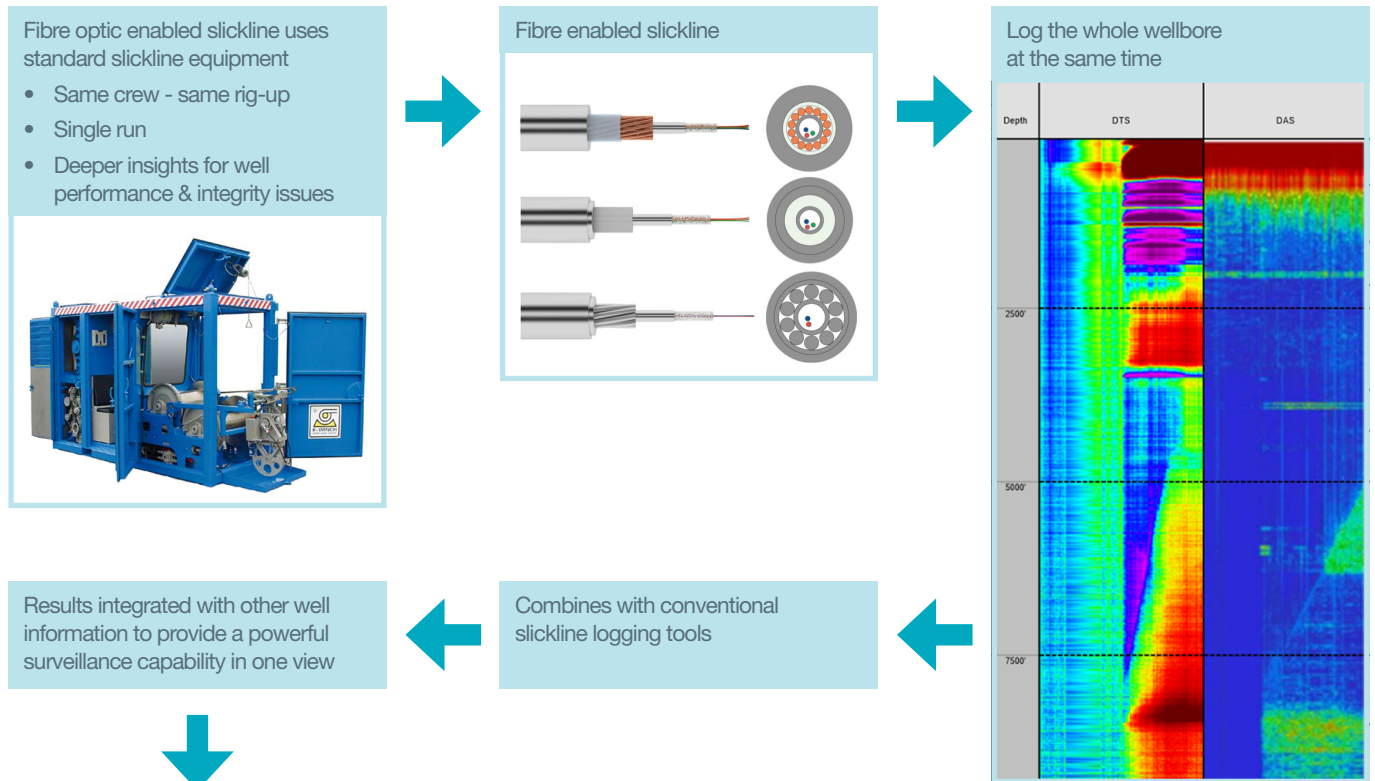 Fibre optic enabled slickline uses
standard slickline equipment
• Same crew - same rig-up
• Single run
• Deeper insights for well
performance & integrity issues
K-WINCH
Fibre enabled slickline
Log the whole wellbore
at the same time
Depth
DTS
DAS
2500'
5000'
7500'
Combines with conventional
slickline logging tools
Results integrated with other well
information to provide a powerful
surveillance capability in one view